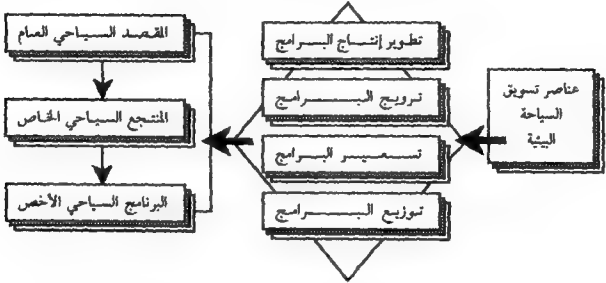 عناصر تسويق
السياحة
البيئية
تطوير إنتاج البرامج
ترويج البرامج
تسعير البرامج
توزيع البرامج
المقصد السياحي العام
المنتجع السياحي الخاص
البرنامج السياحي الأخص